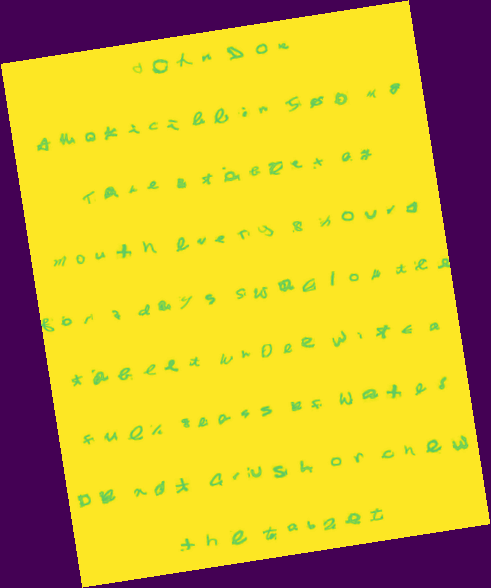 John Doe
Amoxicillin 500 mg
Take 1 tablet by
mouth every 8 hours
for 7 days swallow the
tablet whole with a
full glass of water
Do not crush or chew
the tablet